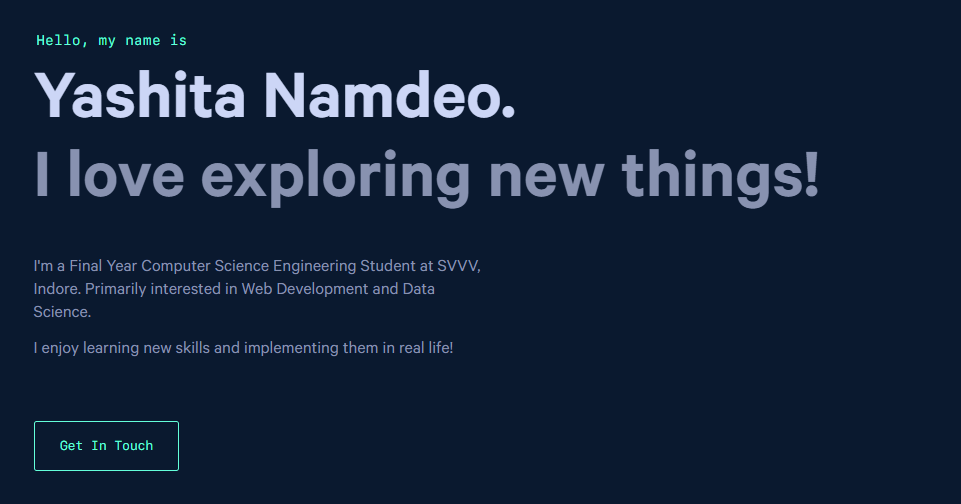 Hello, my name is
Yashita Namdeo.
I love exploring new things!
I'm a Final Year Computer Science Engineering Student at SVVV,
Indore. Primarily interested in Web Development and Data
Science.
I enjoy learning new skills and implementing them in real life!
Get In Touch